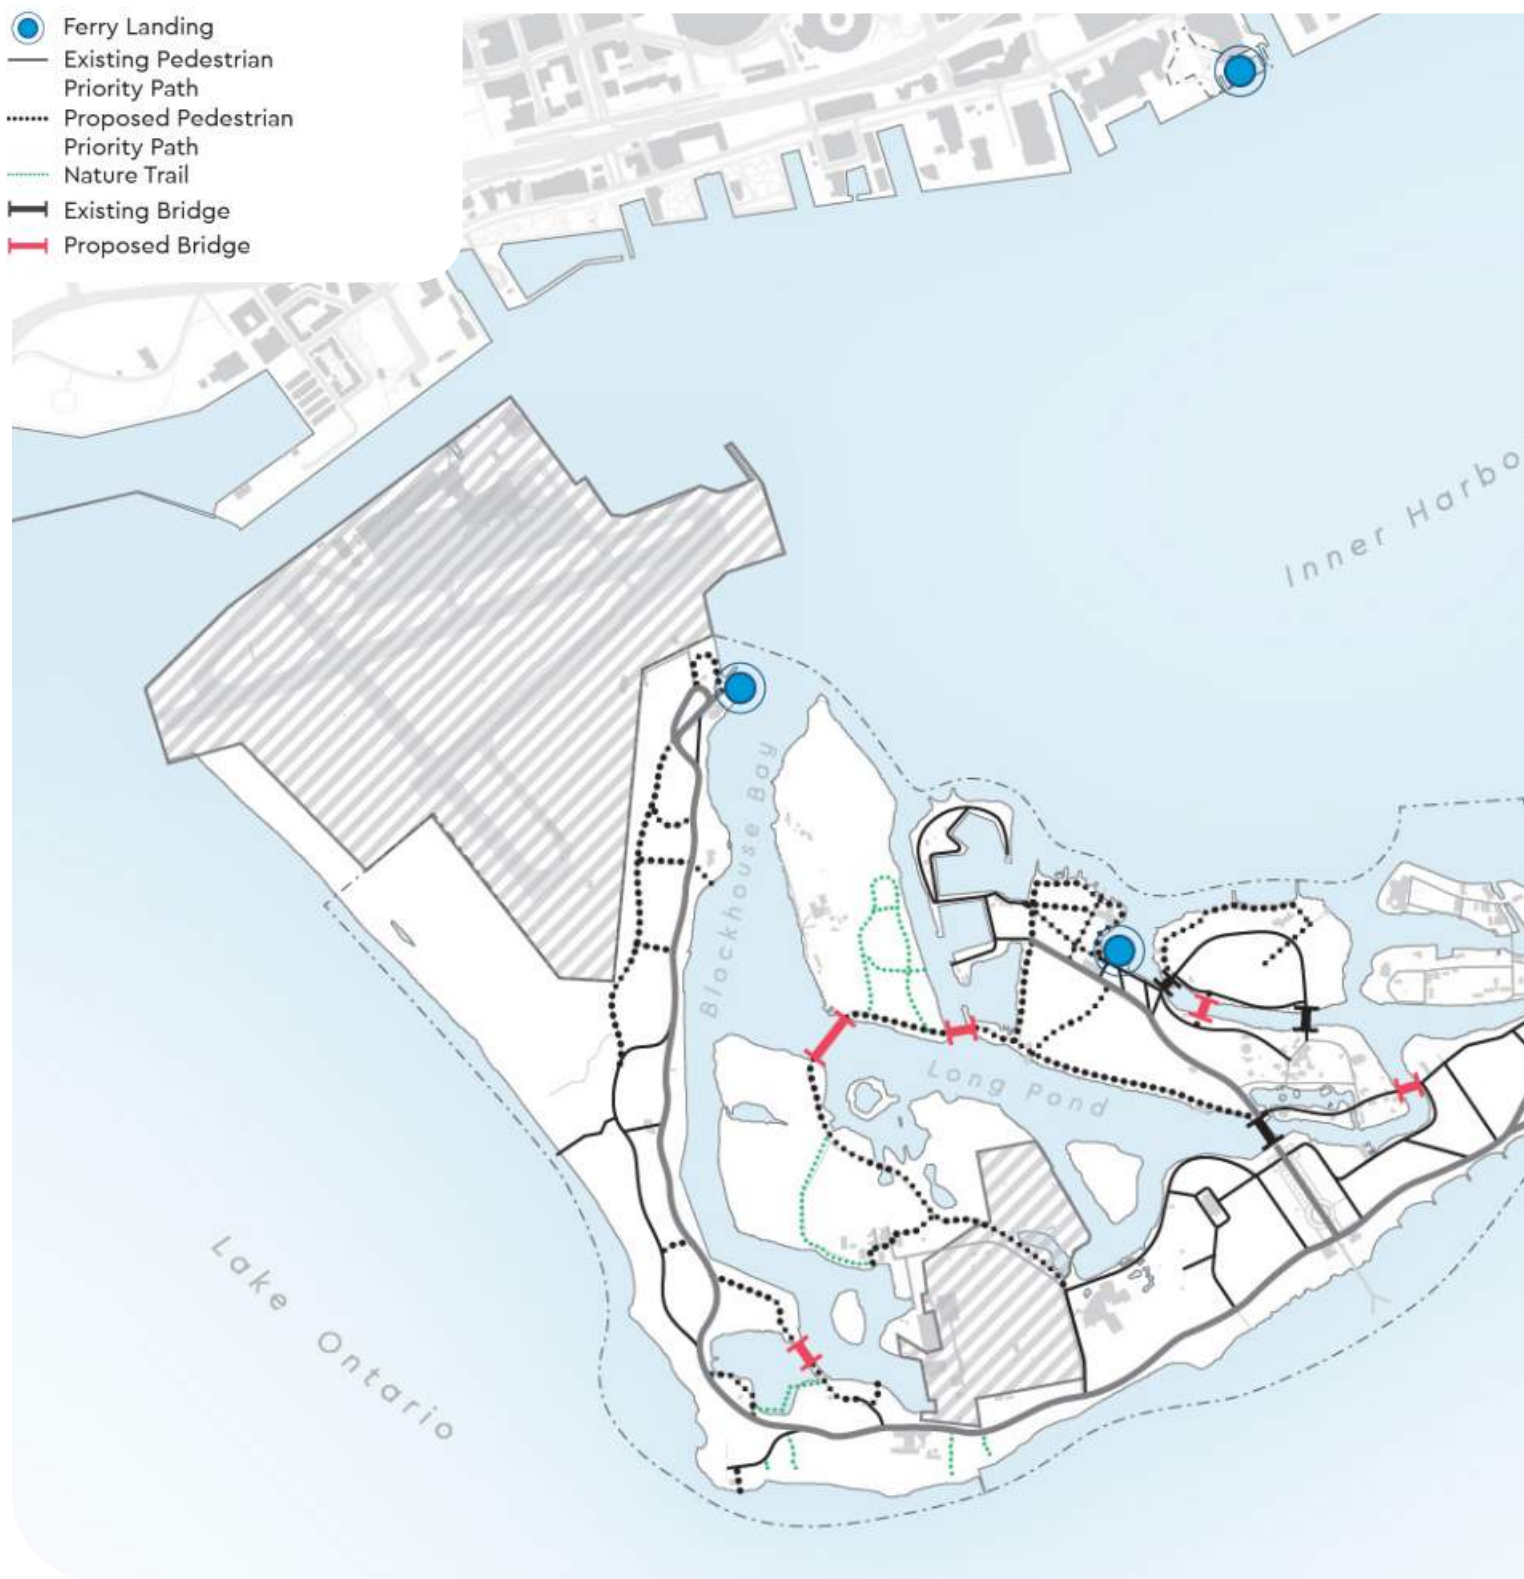 Ferry Landing
Existing Pedestrian
Priority Path
Proposed Pedestrian
Priority Path
Nature Trail
Existing Bridge
Proposed Bridge
Inner Harbo
Blockhouse Bay
Long Pond
Lake Ontario